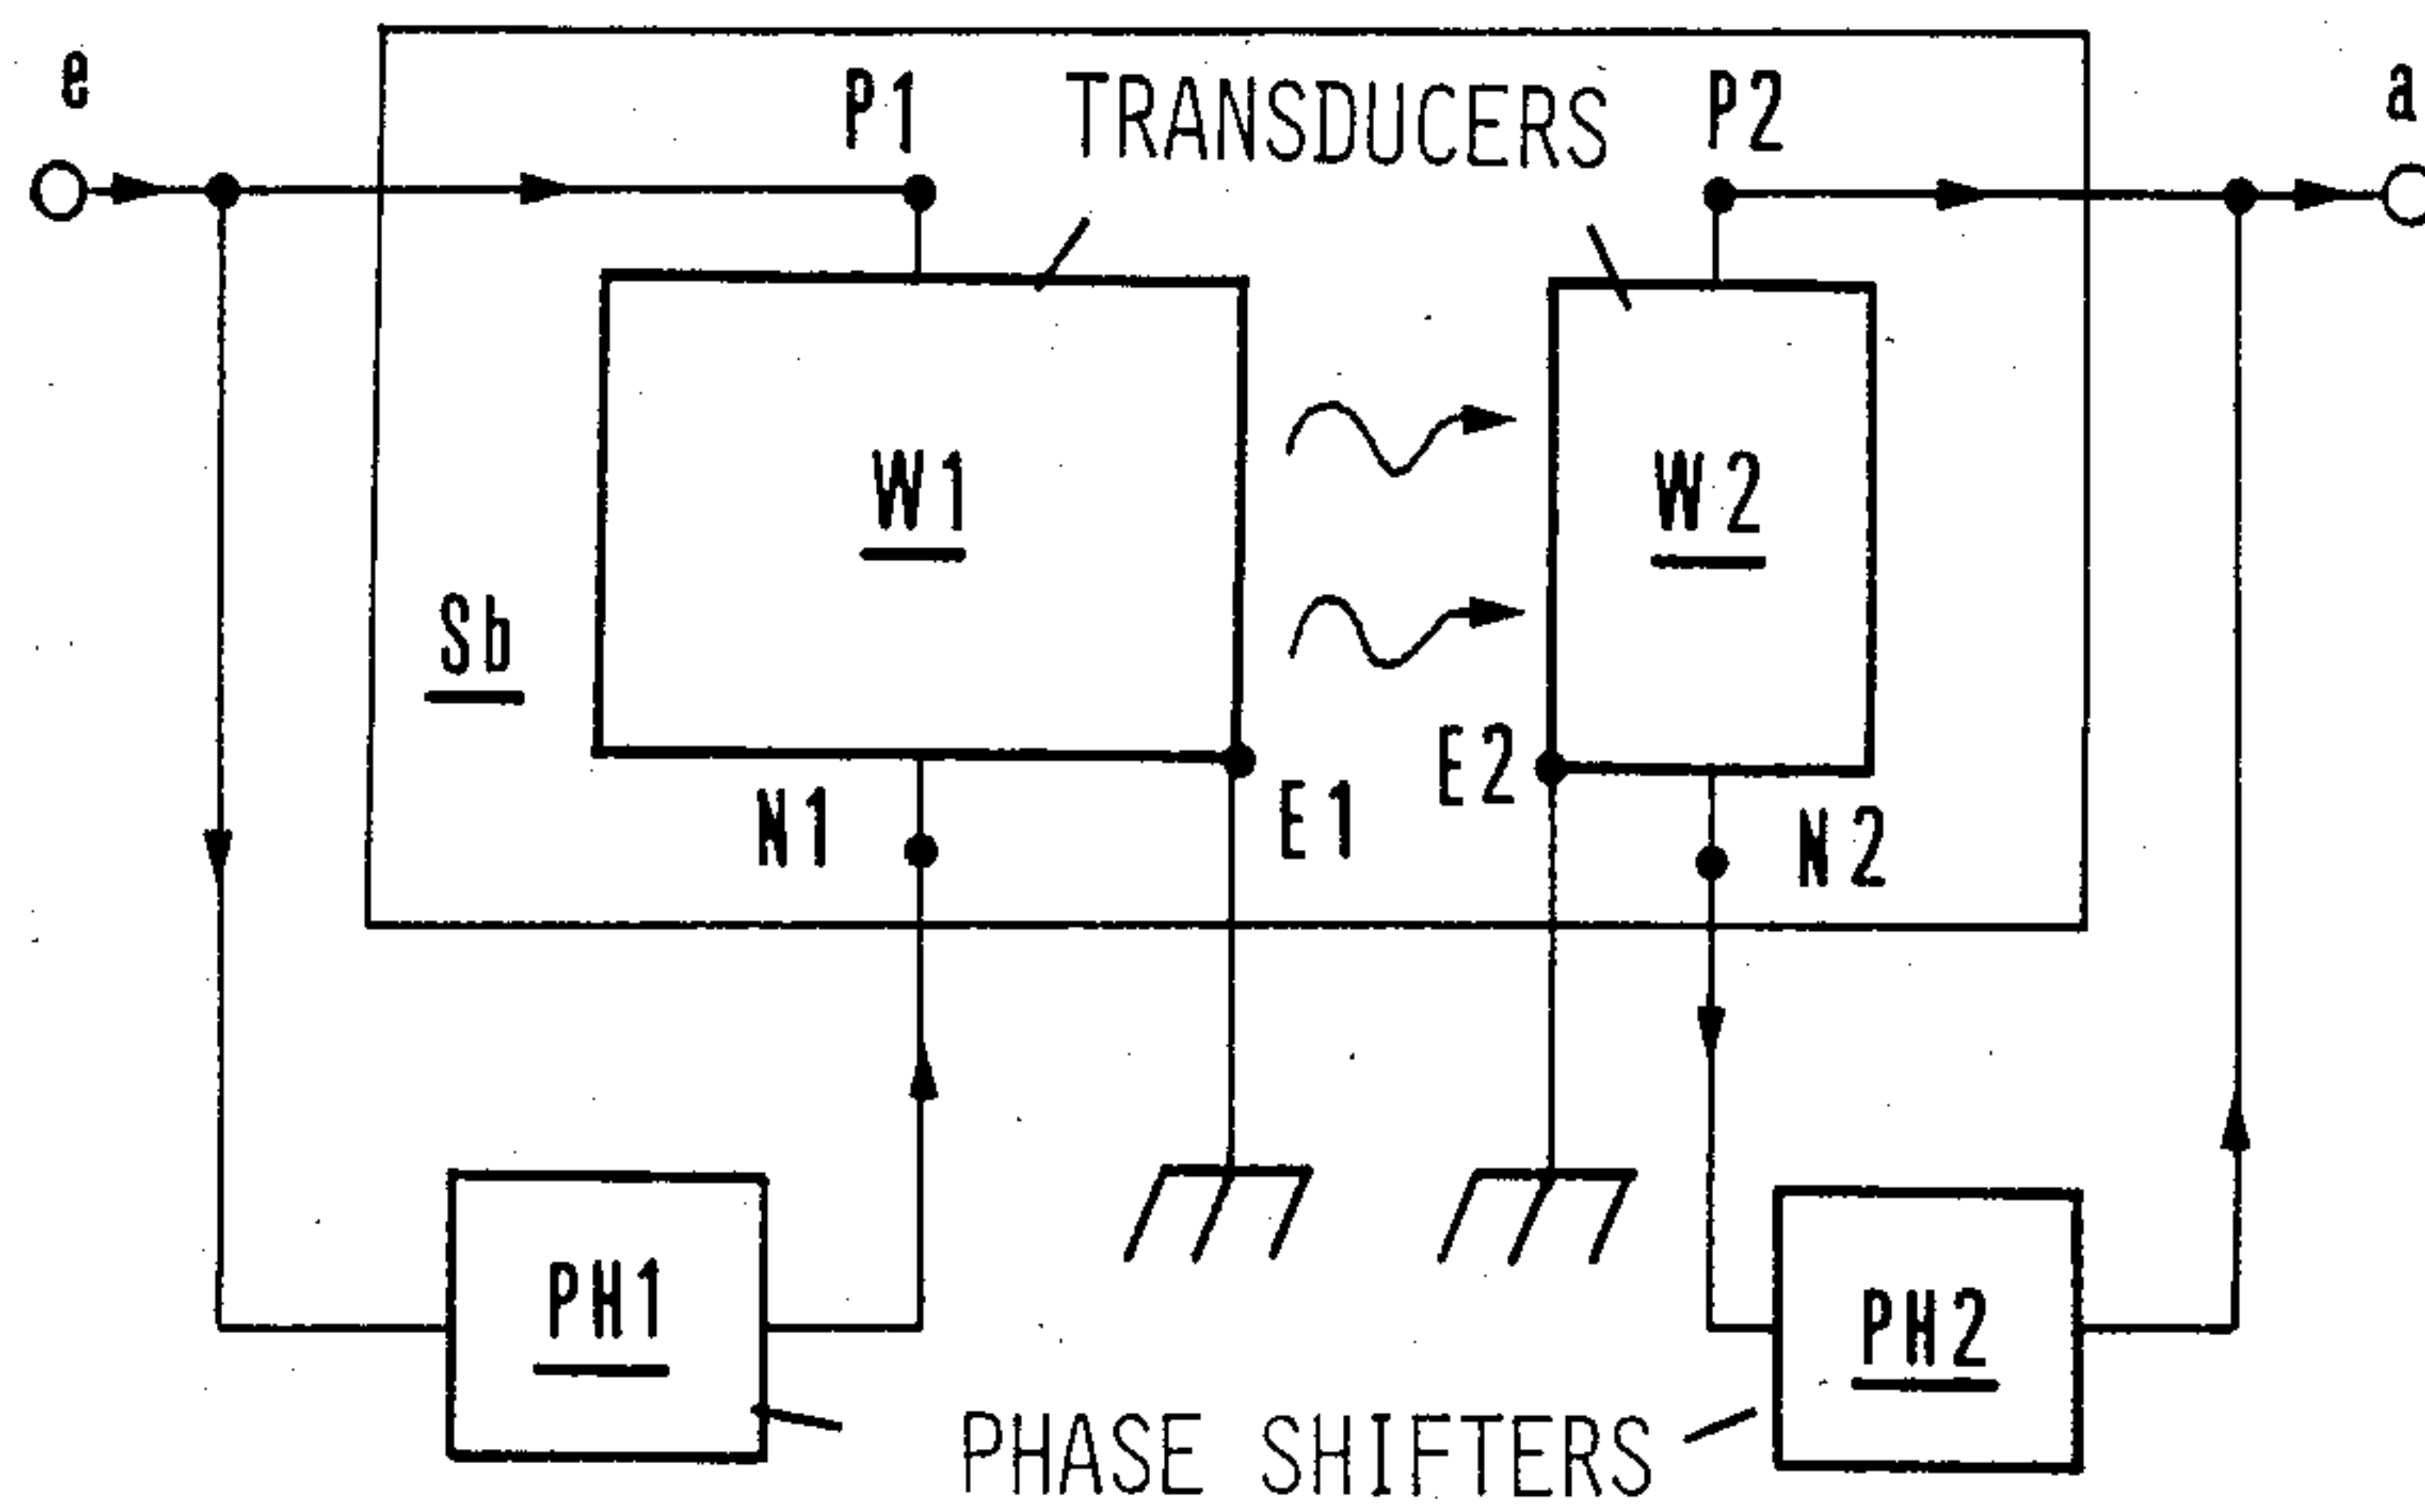 e
P1
TRANSDUCERS
P2
a
W1
W2
Sb
E2
N1
E1
N2
PH1
PH2
PHASE SHIFTERS